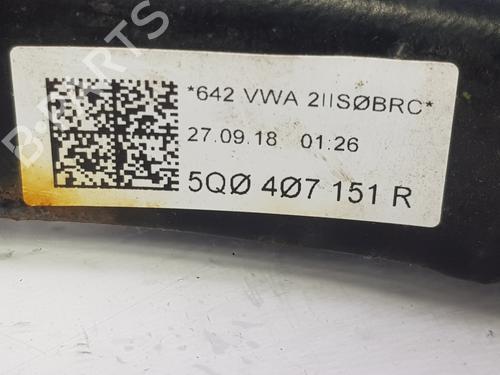 *642 VWA 2IISØBRC*
27.09.18 01:26
5QØ 4Ø7 151 R
B-PARTS